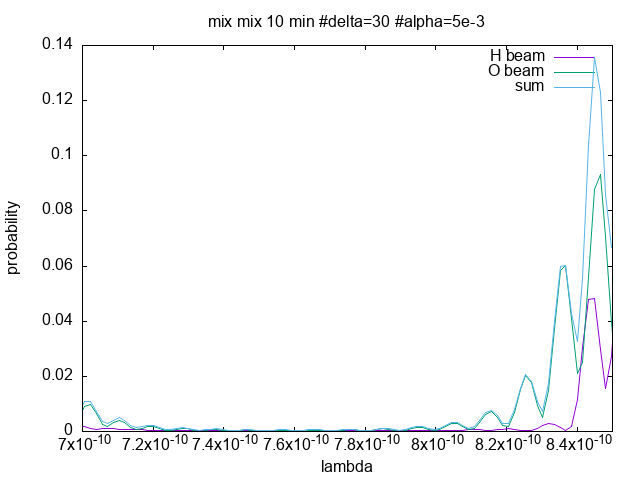 mix mix 10 min #delta=30 #alpha=5e-3
H beam
O beam
sum
probability
0.14
0.12
0.1
0.08
0.06
0.04
0.02
0
7x10⁻¹⁰ 7.2x10⁻¹⁰ 7.4x10⁻¹⁰ 7.6x10⁻¹⁰ 7.8x10⁻¹⁰ 8x10⁻¹⁰ 8.2x10⁻¹⁰ 8.4x10⁻¹⁰
lambda